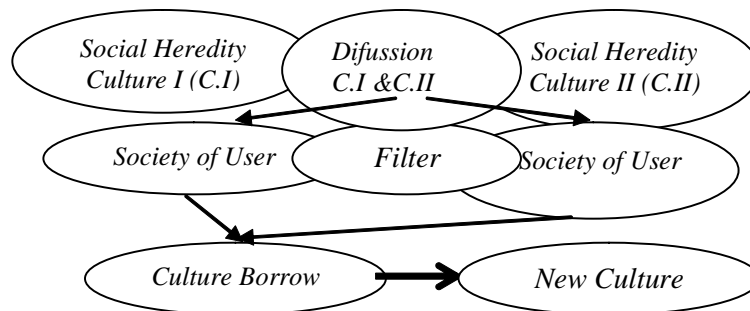 Social Heredity
Culture I (C.I)
Difussion
C.I &C.II
Social Heredity
Culture II (C.II)
Society of User
Filter
Society of User
Culture Borrow
New Culture